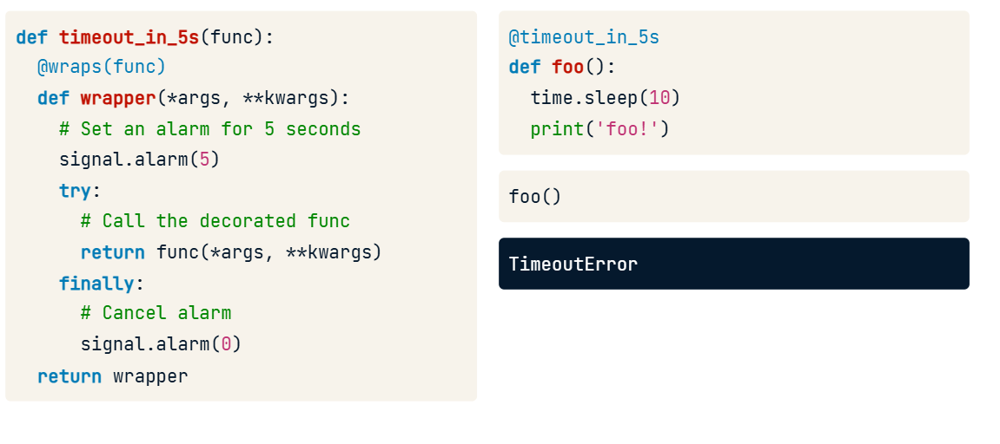 def timeout_in_5s(func):
  @wraps(func)
  def wrapper(*args, **kwargs):
    # Set an alarm for 5 seconds
    signal.alarm(5)
    try:
      # Call the decorated func
      return func(*args, **kwargs)
    finally:
      # Cancel alarm
      signal.alarm(0)
  return wrapper
@timeout_in_5s
def foo():
  time.sleep(10)
  print('foo!')
foo()
TimeoutError